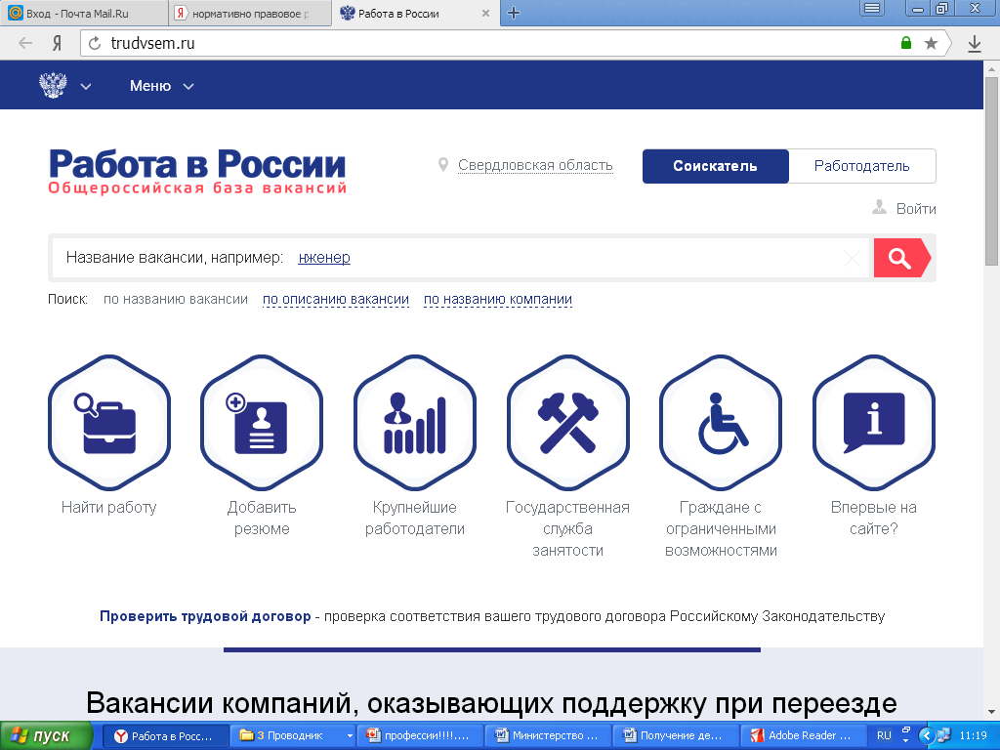 Вход - Почта Mail.Ru
нормативно правовое р
Работа в России
trudvsem.ru
Меню
Работа в России
Общероссийская база вакансий
Свердловская область
Соискатель
Работодатель
Войти
Название вакансии, например: нженер
Поиск: по названию вакансии по описанию вакансии по названию компании
Найти работу
Добавить
резюме
Крупнейшие
работодатели
Государственная
служба
занятости
Граждане с
ограниченными
возможностями
Впервые на
сайте?
Проверить трудовой договор - проверка соответствия вашего трудового договора Российскому Законодательству
Вакансии компаний, оказывающих поддержку при переезде
пуск
Работа в Росс...
3 Проводник
профессии!!!!....
Министерство ...
Получение де...
Adobe Reader ...
RU
11:19